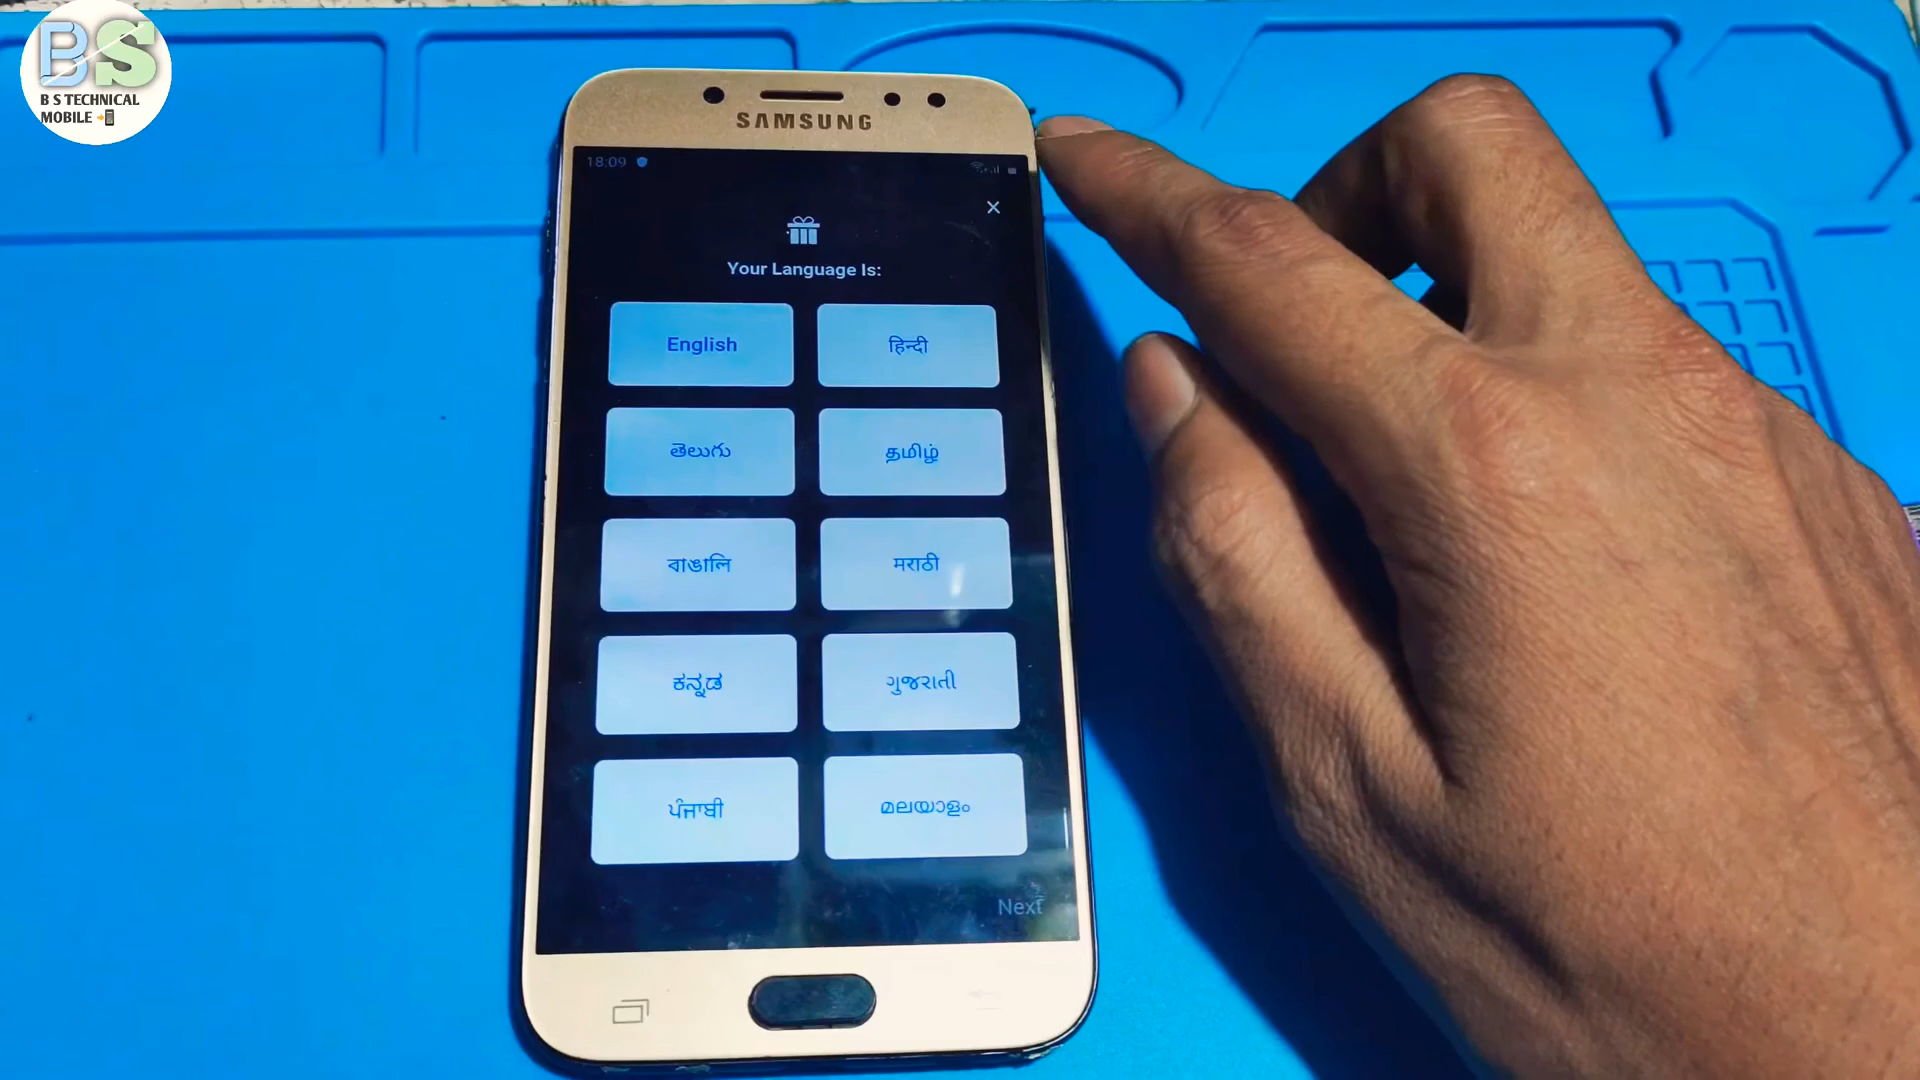 BS
B S TECHNICAL
MOBILE
SAMSUNG
18:09
Your Language Is:
English
हिन्दी
తెలుగు
தமிழ்
বাঙালি
मराठी
ಕನ್ನಡ
ગુજરાતી
ਪੰਜਾਬੀ
മലയാളം
Next